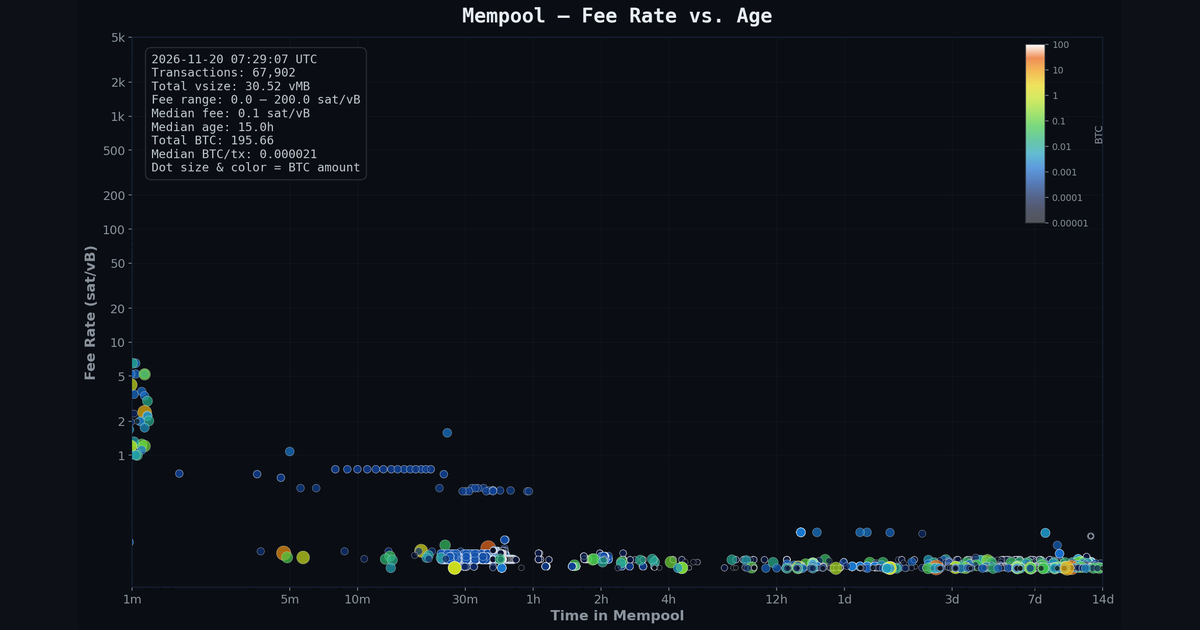 Mempool — Fee Rate vs. Age
2026-11-20 07:29:07 UTC
Transactions: 67,902
Total vsize: 30.52 vMB
Fee range: 0.0 — 200.0 sat/vB
Median fee: 0.1 sat/vB
Median age: 15.0h
Total BTC: 195.66
Median BTC/tx: 0.000021
Dot size & color = BTC amount
5k
2k
1k
500
200
100
50
20
10
5
2
1
Fee Rate (sat/vB)
100
10
1
0.1
0.01
0.001
0.0001
0.00001
BTC
1m
5m
10m
30m
1h
2h
4h
12h
1d
3d
7d
14d
Time in Mempool